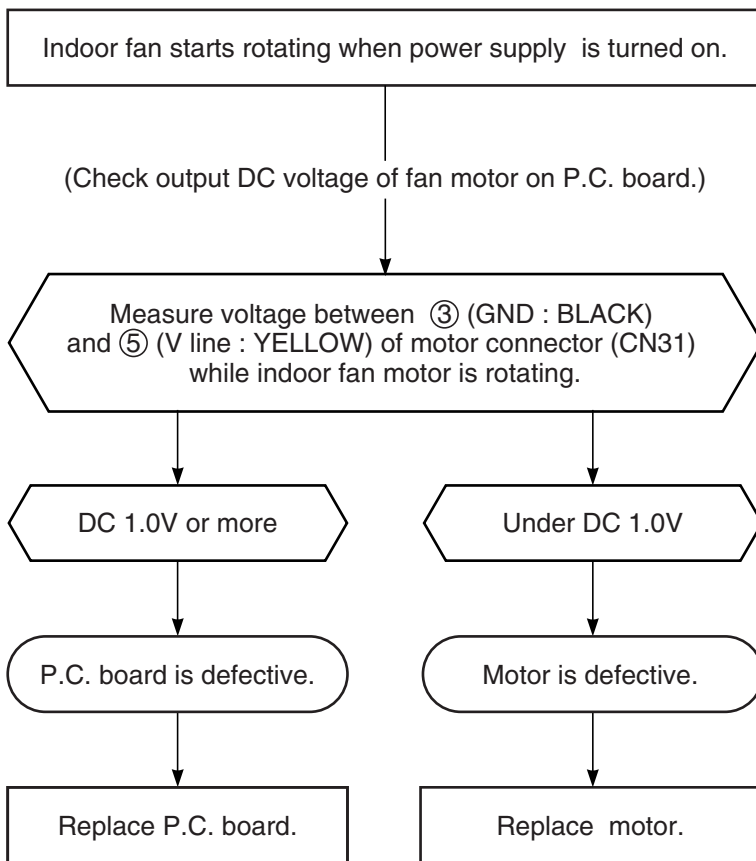 Indoor fan starts rotating when power supply is turned on.
(Check output DC voltage of fan motor on P.C. board.)
Measure voltage between ③ (GND : BLACK)
and ⑤ (V line : YELLOW) of motor connector (CN31)
while indoor fan motor is rotating.
DC 1.0V or more
Under DC 1.0V
P.C. board is defective.
Motor is defective.
Replace P.C. board.
Replace motor.